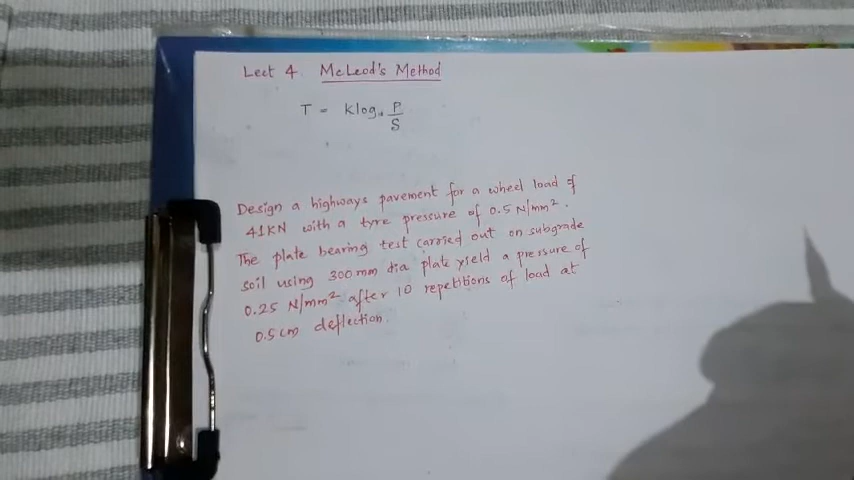 Lect 4 McLeod's Method
T = K log₁₀ P/S
Design a highways pavement for a wheel load of
41KN with a tyre pressure of 0.5 N/mm².
The plate bearing test carried out on subgrade
soil using 300 mm dia plate yield a pressure of
0.25 N/mm² after 10 repetitions of load at
0.5 cm deflection.